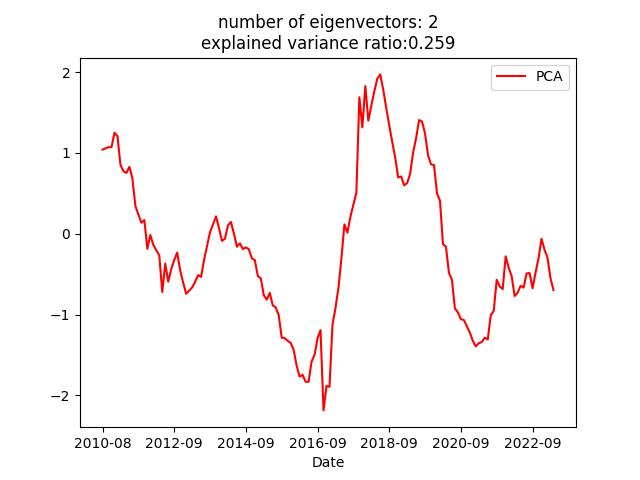 number of eigenvectors: 2
explained variance ratio:0.259
PCA
2
1
0
−1
−2
2010-08 2012-09 2014-09 2016-09 2018-09 2020-09 2022-09
Date